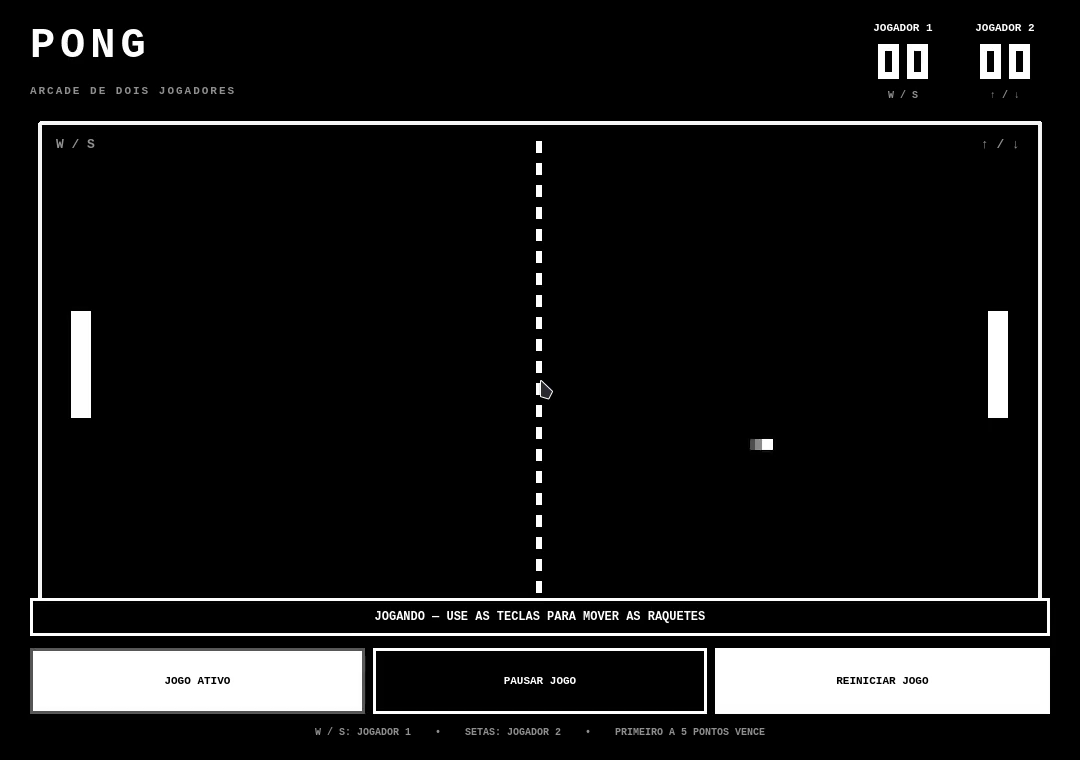 PONG
ARCADE DE DOIS JOGADORES
JOGADOR 1
00
W / S
JOGADOR 2
00
↑ / ↓
W / S
↑ / ↓
JOGANDO — USE AS TECLAS PARA MOVER AS RAQUETES
JOGO ATIVO
PAUSAR JOGO
REINICIAR JOGO
W / S: JOGADOR 1 • SETAS: JOGADOR 2 • PRIMEIRO A 5 PONTOS VENCE